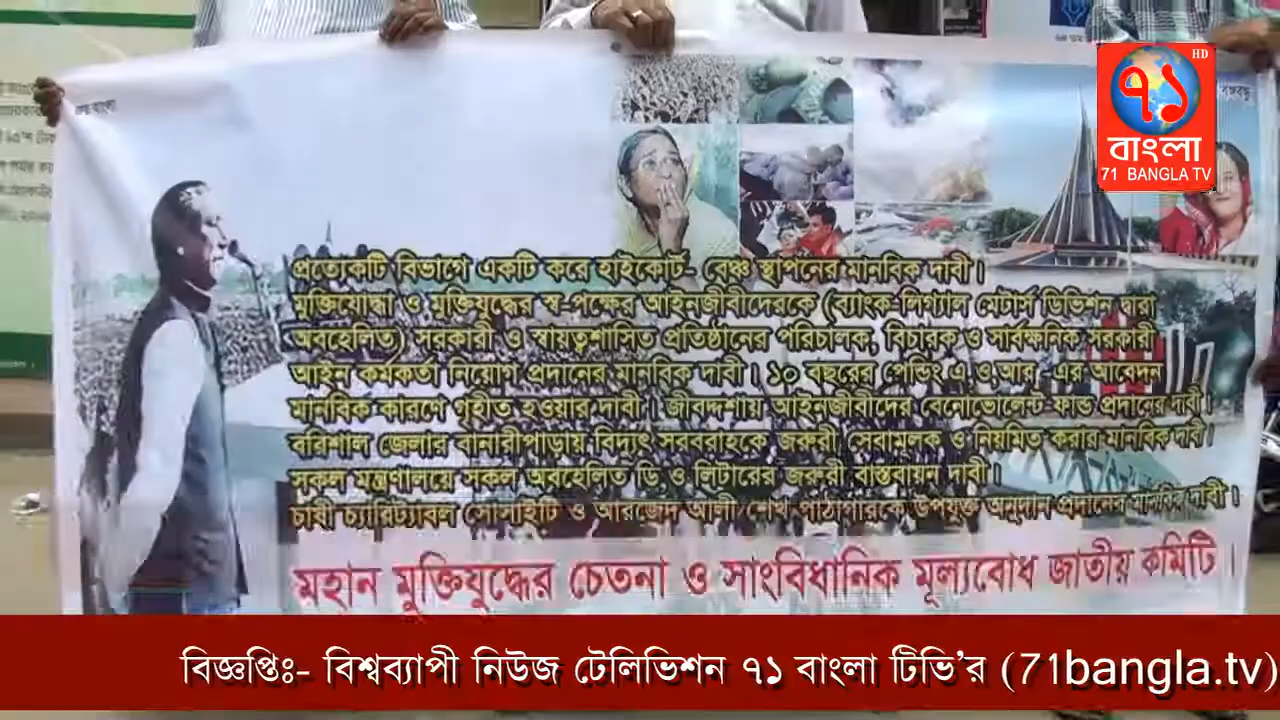 জয় বাংলা
HD
৭১
বাংলা
71 BANGLA TV
প্রত্যেকটি বিভাগে একটি করে হাইকোর্ট- বেঞ্চ স্থাপনের মানবিক দাবী।
মুক্তিযোদ্ধা ও মুক্তিযুদ্ধের স্ব-পক্ষের আইনজীবীদেরকে (ব্যাংক-লিগ্যাল মেটার্স ডিভিশন দ্বারা
অবহেলিত) সরকারী ও স্বায়ত্বশাসিত প্রতিষ্ঠানের পরিচালক, বিচারক ও সার্বক্ষনিক সরকারী
আইন কর্মকর্তা নিয়োগ প্রদানের মানবিক দাবী। ১০ বছরের পেন্ডিং এ.ও.আর.-এর আবেদন
মানবিক কারণে গৃহীত হওয়ার দাবী। জীবদ্দশায় আইনজীবীদের বেনোভোলেন্ট ফান্ড প্রদানের দাবী।
বরিশাল জেলার বানারীপাড়ায় বিদ্যুৎ সরবরাহকে জরুরী সেবামূলক ও নিয়মিত করার মানবিক দাবী।
সকল মন্ত্রণালয়ে সকল অবহেলিত ডি.ও লিটারের জরুরী বাস্তবায়ন দাবী।
চাষী চ্যারিট্যাবল সোসাইটি ও আরজেদ আলী শেখ পাঠাগারকে উপযুক্ত অনুদান প্রদানের মানবিক দাবী।
মহান মুক্তিযুদ্ধের চেতনা ও সাংবিধানিক মূল্যবোধ জাতীয় কমিটি।
বিজ্ঞপ্তিঃ- বিশ্বব্যাপী নিউজ টেলিভিশন ৭১ বাংলা টিভি'র (71bangla.tv)